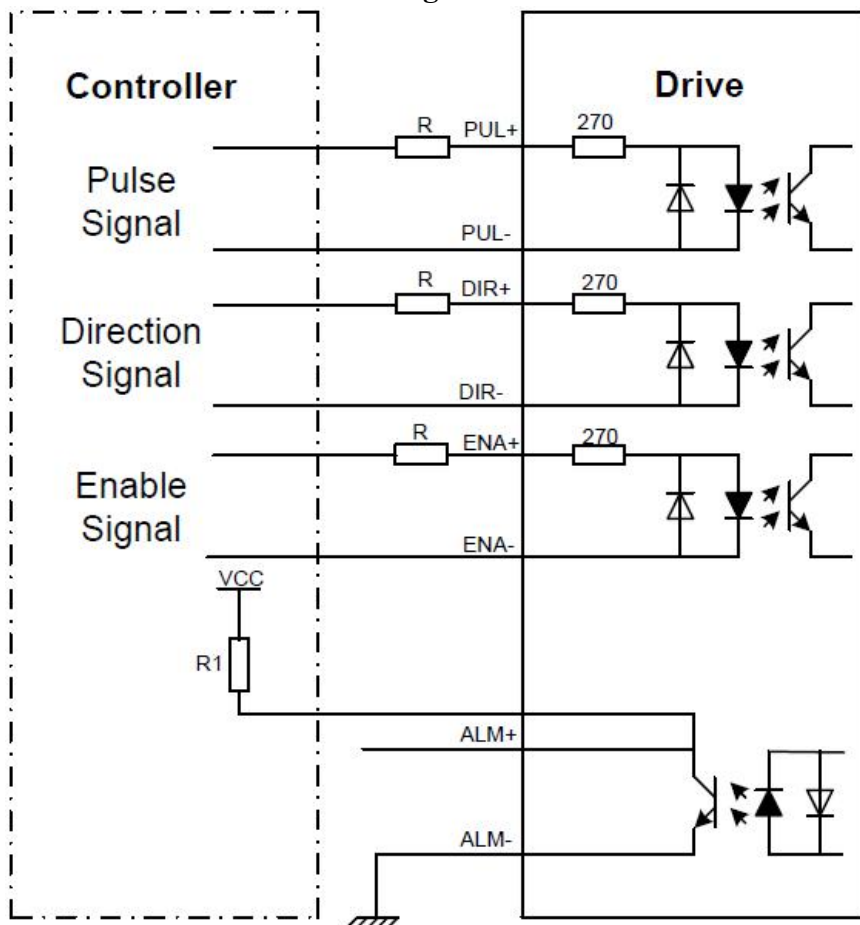 Controller
Drive
R
PUL+
270
Pulse
Signal
PUL-
R
DIR+
270
Direction
Signal
DIR-
R
ENA+
270
Enable
Signal
ENA-
VCC
R1
ALM+
ALM-